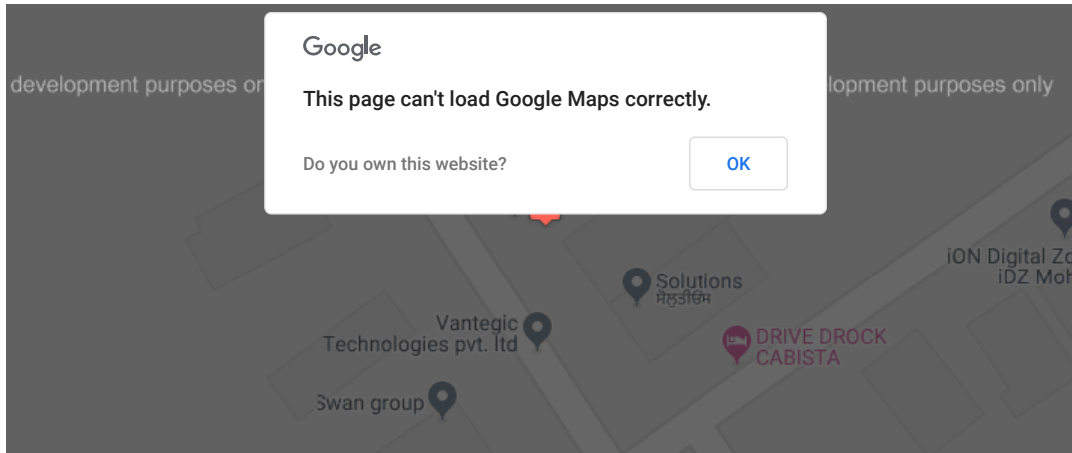 Google
This page can't load Google Maps correctly.
Do you own this website?
OK
development purposes or
lopment purposes only
iON Digital Zo
iDZ Moh
Solutions
ਸੋਲੁਤੀਓਂਸ
Vantegic
Technologies pvt. ltd
DRIVE DROCK
CABISTA
Swan group